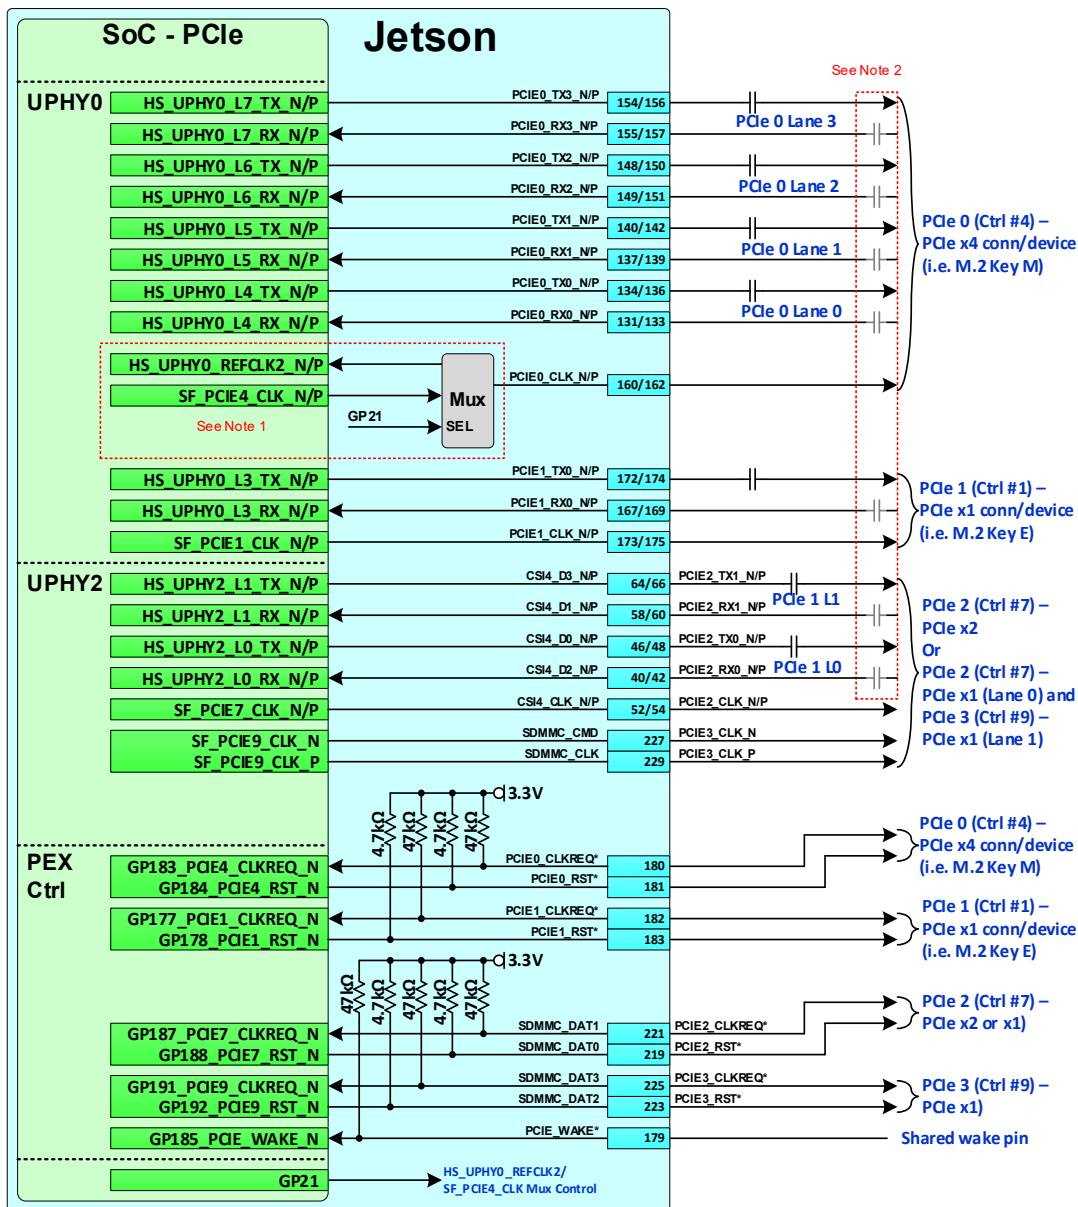 SoC - PCIe
Jetson
See Note 2
UPHY0
HS_UPHY0_L7_TX_N/P
PCIE0_TX3_N/P
154/156
PCIe 0 Lane 3
HS_UPHY0_L7_RX_N/P
PCIE0_RX3_N/P
155/157
HS_UPHY0_L6_TX_N/P
PCIE0_TX2_N/P
148/150
PCIe 0 Lane 2
HS_UPHY0_L6_RX_N/P
PCIE0_RX2_N/P
149/151
HS_UPHY0_L5_TX_N/P
PCIE0_TX1_N/P
140/142
PCIe 0 Lane 1
HS_UPHY0_L5_RX_N/P
PCIE0_RX1_N/P
137/139
HS_UPHY0_L4_TX_N/P
PCIE0_TX0_N/P
134/136
PCIe 0 Lane 0
HS_UPHY0_L4_RX_N/P
PCIE0_RX0_N/P
131/133
PCIe 0 (Ctrl #4) –
PCIe x4 conn/device
(i.e. M.2 Key M)
HS_UPHY0_REFCLK2_N/P
SF_PCIE4_CLK_N/P
See Note 1
GP21
Mux
SEL
PCIE0_CLK_N/P
160/162
HS_UPHY0_L3_TX_N/P
PCIE1_TX0_N/P
172/174
HS_UPHY0_L3_RX_N/P
PCIE1_RX0_N/P
167/169
SF_PCIE1_CLK_N/P
PCIE1_CLK_N/P
173/175
PCIe 1 (Ctrl #1) –
PCIe x1 conn/device
(i.e. M.2 Key E)
UPHY2
HS_UPHY2_L1_TX_N/P
CSI4_D3_N/P
64/66
PCIE2_TX1_N/P
PCIe 1 L1
HS_UPHY2_L1_RX_N/P
CSI4_D1_N/P
58/60
PCIE2_RX1_N/P
HS_UPHY2_L0_TX_N/P
CSI4_D0_N/P
46/48
PCIE2_TX0_N/P
PCIe 1 L0
HS_UPHY2_L0_RX_N/P
CSI4_D2_N/P
40/42
PCIE2_RX0_N/P
SF_PCIE7_CLK_N/P
CSI4_CLK_N/P
52/54
PCIE2_CLK_N/P
SF_PCIE9_CLK_N
SDMMC_CMD
227
PCIE3_CLK_N
SF_PCIE9_CLK_P
SDMMC_CLK
229
PCIE3_CLK_P
PCIe 2 (Ctrl #7) –
PCIe x2
Or
PCIe 2 (Ctrl #7) –
PCIe x1 (Lane 0) and
PCIe 3 (Ctrl #9) –
PCIe x1 (Lane 1)
3.3V
4.7kΩ
47kΩ
4.7kΩ
47kΩ
PEX
Ctrl
GP183_PCIE4_CLKREQ_N
PCIE0_CLKREQ*
180
GP184_PCIE4_RST_N
PCIE0_RST*
181
PCIe 0 (Ctrl #4) –
PCIe x4 conn/device
(i.e. M.2 Key M)
GP177_PCIE1_CLKREQ_N
PCIE1_CLKREQ*
182
GP178_PCIE1_RST_N
PCIE1_RST*
183
PCIe 1 (Ctrl #1) –
PCIe x1 conn/device
(i.e. M.2 Key E)
3.3V
47kΩ
4.7kΩ
47kΩ
4.7kΩ
47kΩ
GP187_PCIE7_CLKREQ_N
SDMMC_DAT1
221
PCIE2_CLKREQ*
GP188_PCIE7_RST_N
SDMMC_DAT0
219
PCIE2_RST*
PCIe 2 (Ctrl #7) –
PCIe x2 or x1)
GP191_PCIE9_CLKREQ_N
SDMMC_DAT3
225
PCIE3_CLKREQ*
GP192_PCIE9_RST_N
SDMMC_DAT2
223
PCIE3_RST*
PCIe 3 (Ctrl #9) –
PCIe x1)
GP185_PCIE_WAKE_N
PCIE_WAKE*
179
Shared wake pin
GP21
HS_UPHY0_REFCLK2/
SF_PCIE4_CLK Mux Control